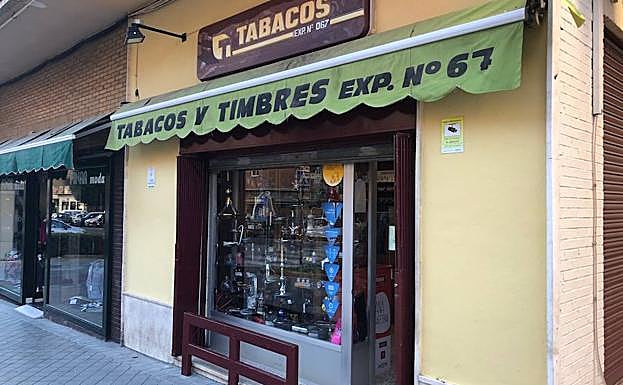 TABACOS
EXP. Nº 067
TABACOS Y TIMBRES EXP. Nº 67
moda